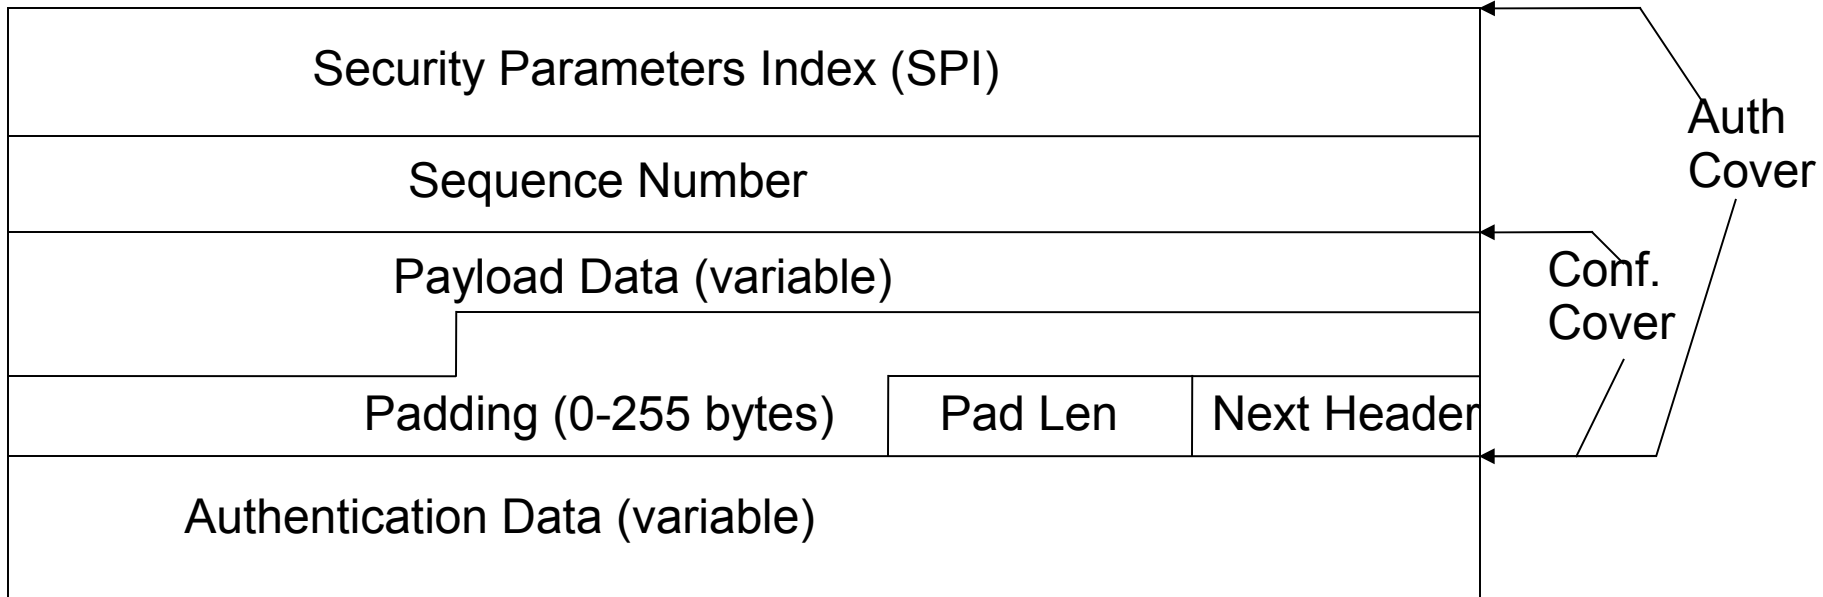 Security Parameters Index (SPI)
Auth
Cover
Sequence Number
Payload Data (variable)
Conf.
Cover
Padding (0-255 bytes)
Pad Len
Next Header
Authentication Data (variable)